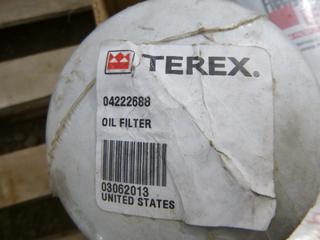 TEREX®.
04222688
OIL FILTER
03062013
UNITED STATES